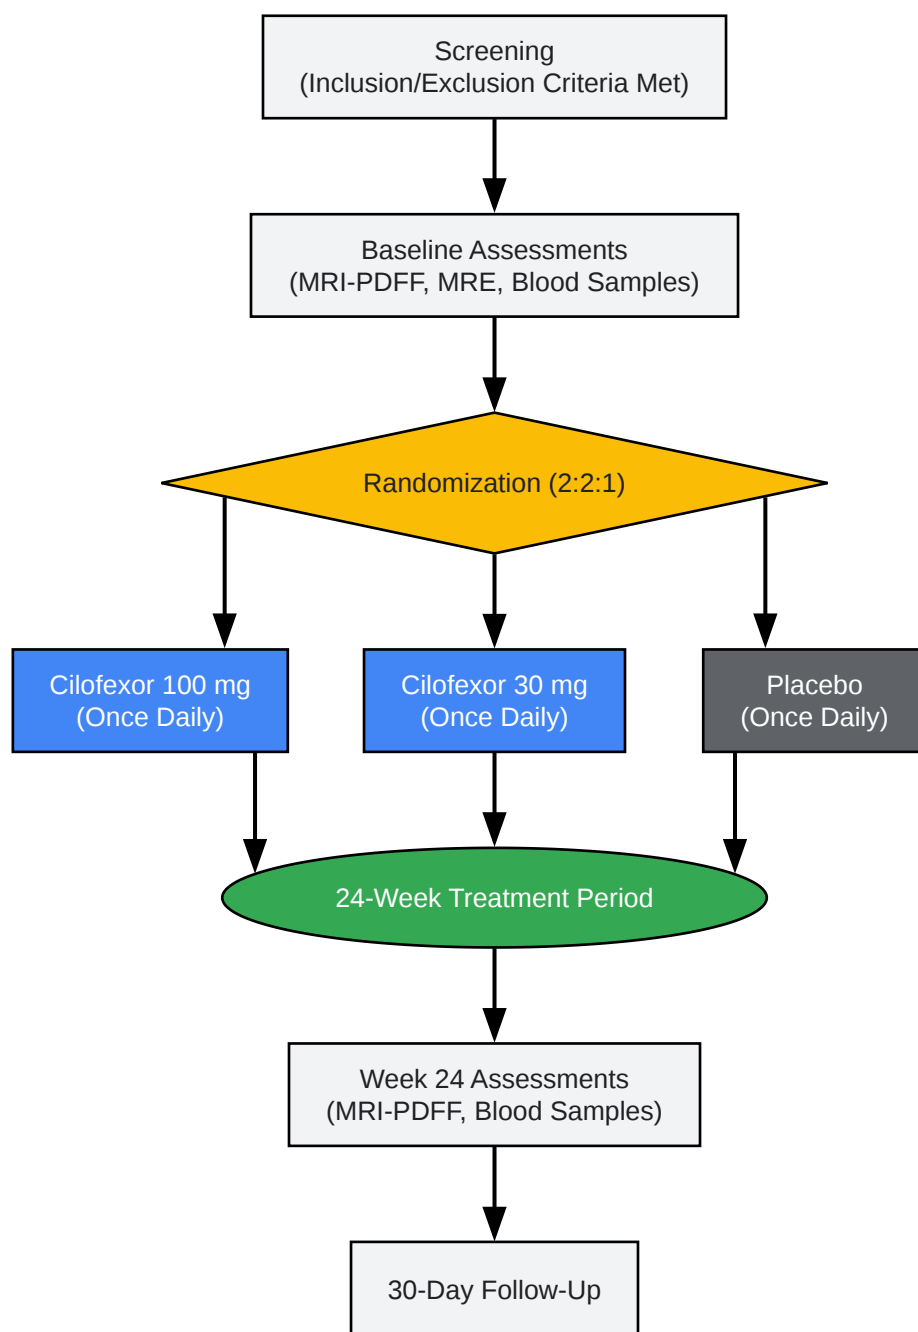 Screening
(Inclusion/Exclusion Criteria Met)
Baseline Assessments
(MRI-PDFF, MRE, Blood Samples)
Randomization (2:2:1)
Cilofexor 100 mg
(Once Daily)
Cilofexor 30 mg
(Once Daily)
Placebo
(Once Daily)
24-Week Treatment Period
Week 24 Assessments
(MRI-PDFF, Blood Samples)
30-Day Follow-Up